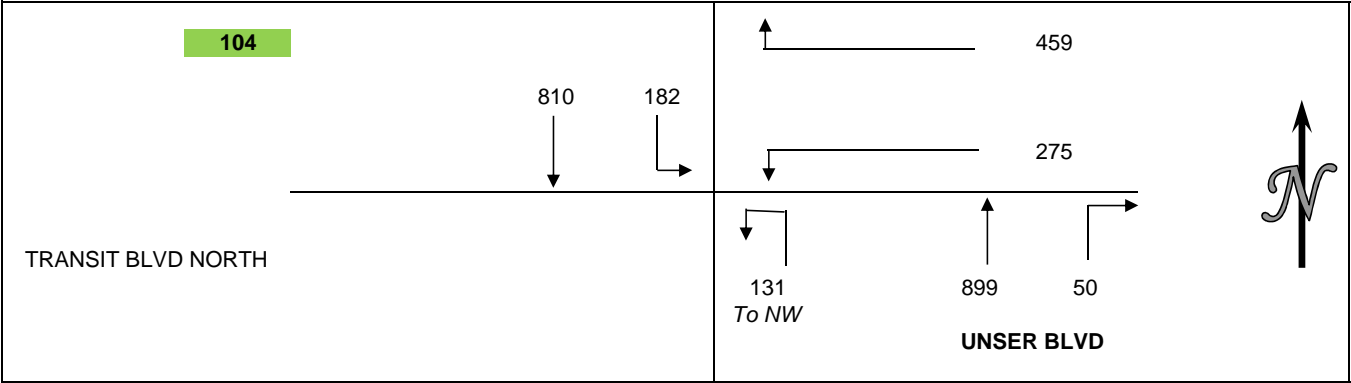 104
459
810 182
275
N
TRANSIT BLVD NORTH
131 899 50
To NW
UNSER BLVD